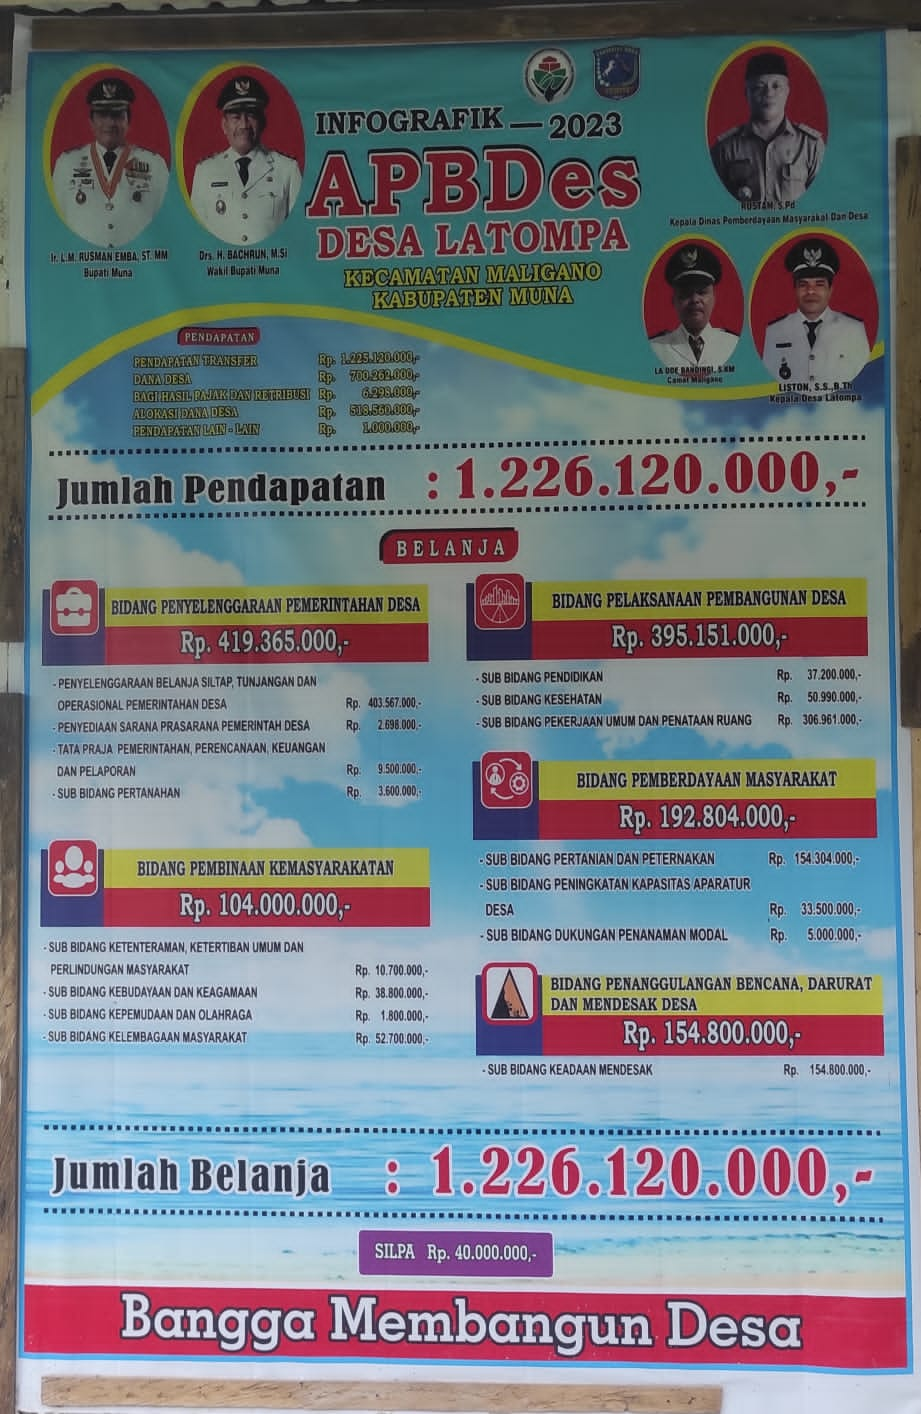 INFOGRAFIK — 2023
APBDes
DESA LATOMPA
KECAMATAN MALIGANO
KABUPATEN MUNA
Ir. L.M. RUSMAN EMBA, ST. MM
Bupati Muna
Drs. H. BACHRUN, M.Si
Wakil Bupati Muna
RUSTAM, S.Pd
Kepala Dinas Pemberdayaan Masyarakat Dan Desa
LA ODE BANDINGI, S.KM
Camat Maligano
LISTON, S.S.,B.Th
Kepala Desa Latompa
PENDAPATAN
PENDAPATAN TRANSFER Rp. 1.225.120.000,-
DANA DESA Rp. 700.262.000,-
BAGI HASIL PAJAK DAN RETRIBUSI Rp. 6.298.000,-
ALOKASI DANA DESA Rp. 518.560.000,-
PENDAPATAN LAIN - LAIN Rp. 1.000.000,-
Jumlah Pendapatan : 1.226.120.000,-
BELANJA
BIDANG PENYELENGGARAAN PEMERINTAHAN DESA
Rp. 419.365.000,-
- PENYELENGGARAAN BELANJA SILTAP, TUNJANGAN DAN
OPERASIONAL PEMERINTAHAN DESA Rp. 403.567.000,-
- PENYEDIAAN SARANA PRASARANA PEMERINTAH DESA Rp. 2.698.000,-
- TATA PRAJA PEMERINTAHAN, PERENCANAAN, KEUANGAN
DAN PELAPORAN Rp. 9.500.000,-
- SUB BIDANG PERTANAHAN Rp. 3.600.000,-
BIDANG PEMBINAAN KEMASYARAKATAN
Rp. 104.000.000,-
- SUB BIDANG KETENTERAMAN, KETERTIBAN UMUM DAN
PERLINDUNGAN MASYARAKAT Rp. 10.700.000,-
- SUB BIDANG KEBUDAYAAN DAN KEAGAMAAN Rp. 38.800.000,-
- SUB BIDANG KEPEMUDAAN DAN OLAHRAGA Rp. 1.800.000,-
- SUB BIDANG KELEMBAGAAN MASYARAKAT Rp. 52.700.000,-
BIDANG PELAKSANAAN PEMBANGUNAN DESA
Rp. 395.151.000,-
- SUB BIDANG PENDIDIKAN Rp. 37.200.000,-
- SUB BIDANG KESEHATAN Rp. 50.990.000,-
- SUB BIDANG PEKERJAAN UMUM DAN PENATAAN RUANG Rp. 306.961.000,-
BIDANG PEMBERDAYAAN MASYARAKAT
Rp. 192.804.000,-
- SUB BIDANG PERTANIAN DAN PETERNAKAN Rp. 154.304.000,-
- SUB BIDANG PENINGKATAN KAPASITAS APARATUR
DESA Rp. 33.500.000,-
- SUB BIDANG DUKUNGAN PENANAMAN MODAL Rp. 5.000.000,-
BIDANG PENANGGULANGAN BENCANA, DARURAT
DAN MENDESAK DESA
Rp. 154.800.000,-
- SUB BIDANG KEADAAN MENDESAK Rp. 154.800.000,-
Jumlah Belanja : 1.226.120.000,-
SILPA Rp. 40.000.000,-
Bangga Membangun Desa